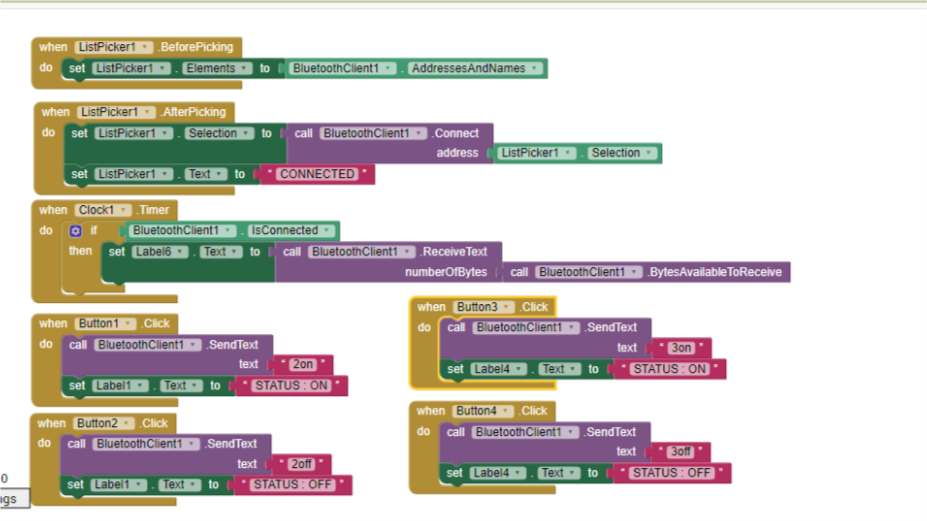 when ListPicker1 .BeforePicking
do set ListPicker1 . Elements to BluetoothClient1 . AddressesAndNames
when ListPicker1 .AfterPicking
do set ListPicker1 . Selection to call BluetoothClient1 .Connect
address ListPicker1 . Selection
set ListPicker1 . Text to " CONNECTED "
when Clock1 .Timer
do if BluetoothClient1 . IsConnected
then set Label6 . Text to call BluetoothClient1 .ReceiveText
numberOfBytes call BluetoothClient1 .BytesAvailableToReceive
when Button1 .Click
do call BluetoothClient1 .SendText
text " 2on "
set Label1 . Text to " STATUS : ON "
when Button2 .Click
do call BluetoothClient1 .SendText
text " 2off "
set Label1 . Text to " STATUS : OFF "
when Button3 .Click
do call BluetoothClient1 .SendText
text " 3on "
set Label4 . Text to " STATUS : ON "
when Button4 .Click
do call BluetoothClient1 .SendText
text " 3off "
set Label4 . Text to " STATUS : OFF "
0